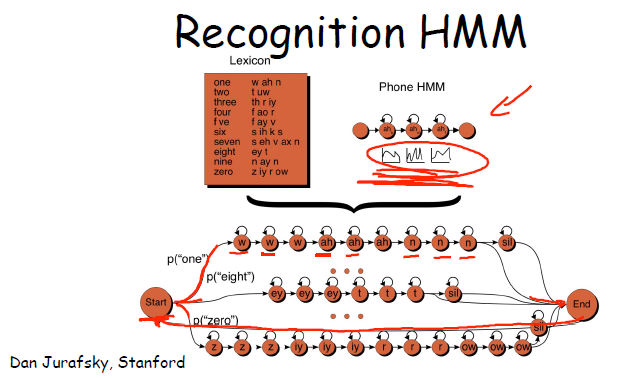 Recognition HMM
Lexicon
one w ah n
two t uw
three th r iy
four f ao r
f ve f ay v
six s ih k s
seven s eh v ax n
eight ey t
nine n ay n
zero z iy r ow
Phone HMM
ah ah ah
w w w ah ah ah n n n sil
p("one")
p("eight")
ey ey ey t t t sil
Start
End
p("zero")
sil
z z z iy iy iy r r r ow ow ow
Dan Jurafsky, Stanford